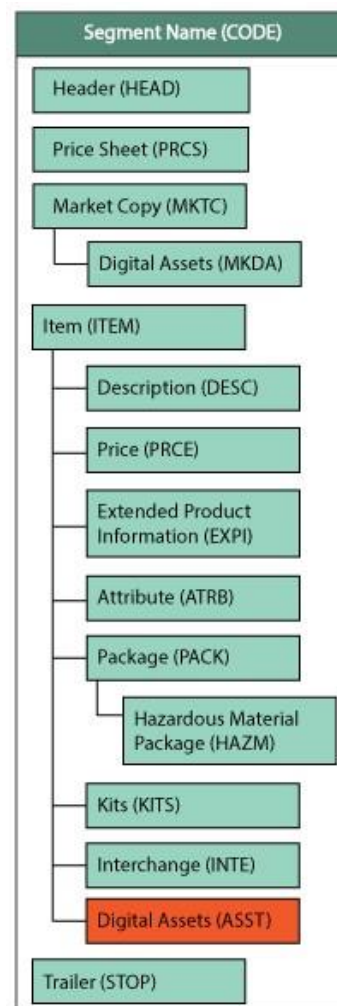 Segment Name (CODE)
Header (HEAD)
Price Sheet (PRCS)
Market Copy (MKTC)
Digital Assets (MKDA)
Item (ITEM)
Description (DESC)
Price (PRCE)
Extended Product
Information (EXPI)
Attribute (ATRB)
Package (PACK)
Hazardous Material
Package (HAZM)
Kits (KITS)
Interchange (INTE)
Digital Assets (ASST)
Trailer (STOP)